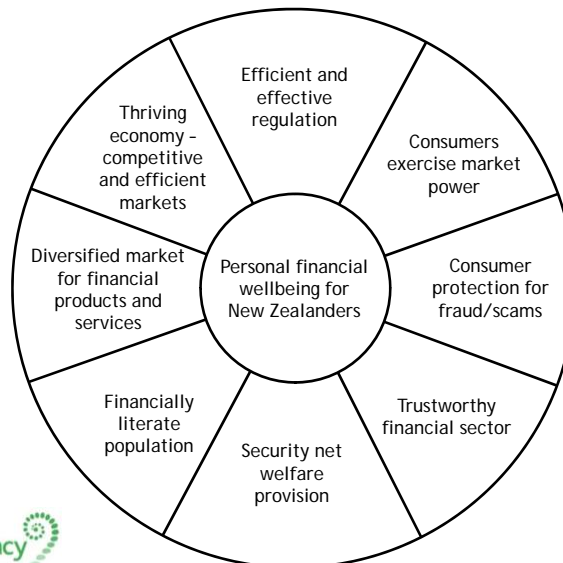 Efficient and
effective
regulation
Consumers
exercise market
power
Consumer
protection for
fraud/scams
Trustworthy
financial sector
Security net
welfare
provision
Financially
literate
population
Diversified market
for financial
products and
services
Thriving
economy –
competitive
and efficient
markets
Personal financial
wellbeing for
New Zealanders